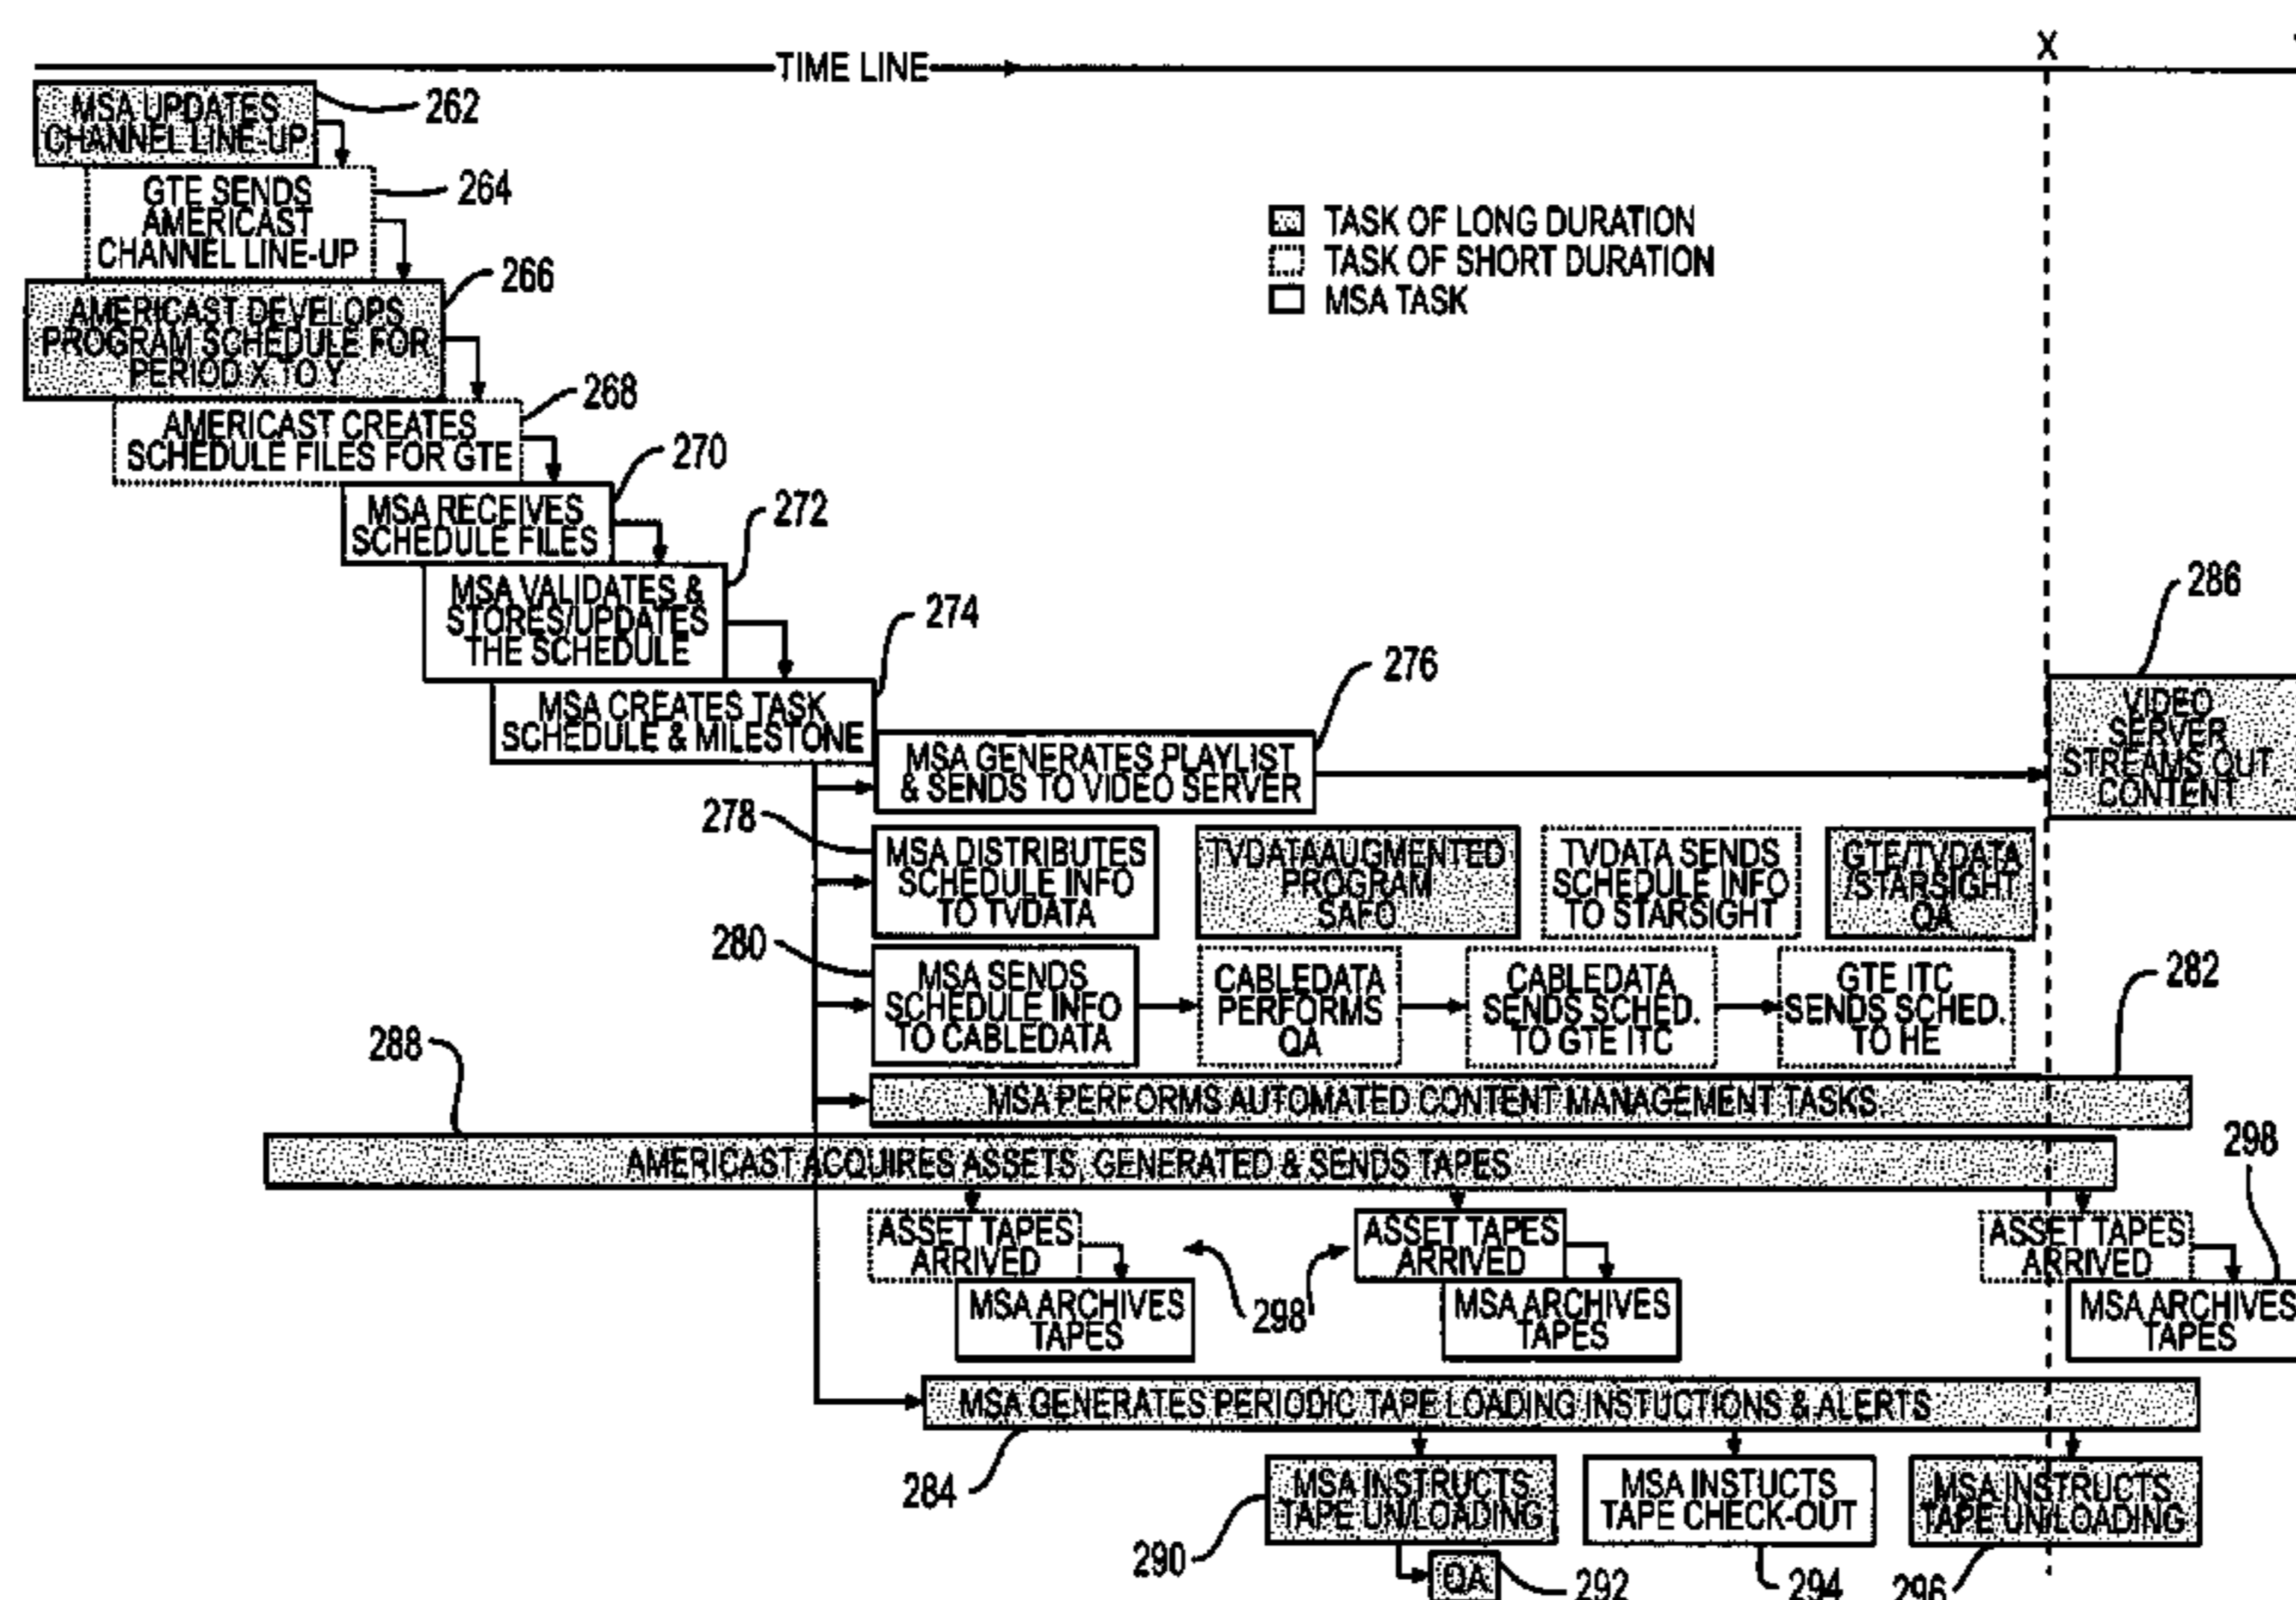 X
TIME LINE
MSA UPDATES
CHANNEL LINE-UP
262
GTE SENDS
AMERICAST
CHANNEL LINE-UP
264
TASK OF LONG DURATION
TASK OF SHORT DURATION
MSA TASK
AMERICAST DEVELOPS
PROGRAM SCHEDULE FOR
PERIOD X TO Y
266
AMERICAST CREATES
SCHEDULE FILES FOR GTE
268
MSA RECEIVES
SCHEDULE FILES
270
MSA VALIDATES &
STORES/UPDATES
THE SCHEDULE
272
MSA CREATES TASK
SCHEDULE & MILESTONE
274
MSA GENERATES PLAYLIST
& SENDS TO VIDEO SERVER
276
VIDEO
SERVER
STREAMS OUT
CONTENT
286
278
MSA DISTRIBUTES
SCHEDULE INFO
TO TVDATA
TVDATAAUGMENTED
PROGRAM
SAFO
TVDATA SENDS
SCHEDULE INFO
TO STARSIGHT
GTE/TVDATA
/STARSIGHT
QA
280
MSA SENDS
SCHEDULE INFO
TO CABLEDATA
CABLEDATA
PERFORMS
QA
CABLEDATA
SENDS SCHED.
TO GTE ITC
GTE ITC
SENDS SCHED.
TO HE
282
MSA PERFORMS AUTOMATED CONTENT MANAGEMENT TASKS
288
AMERICAST ACQUIRES ASSETS, GENERATED & SENDS TAPES
298
ASSET TAPES
ARRIVED
MSA ARCHIVES
TAPES
298
ASSET TAPES
ARRIVED
MSA ARCHIVES
TAPES
ASSET TAPES
ARRIVED
MSA ARCHIVES
TAPES
MSA GENERATES PERIODIC TAPE LOADING INSTUCTIONS & ALERTS
284
MSA INSTRUCTS
TAPE UN/LOADING
290
QA
292
MSA INSTUCTS
TAPE CHECK-OUT
294
MSA INSTRUCTS
TAPE UN/LOADING
296